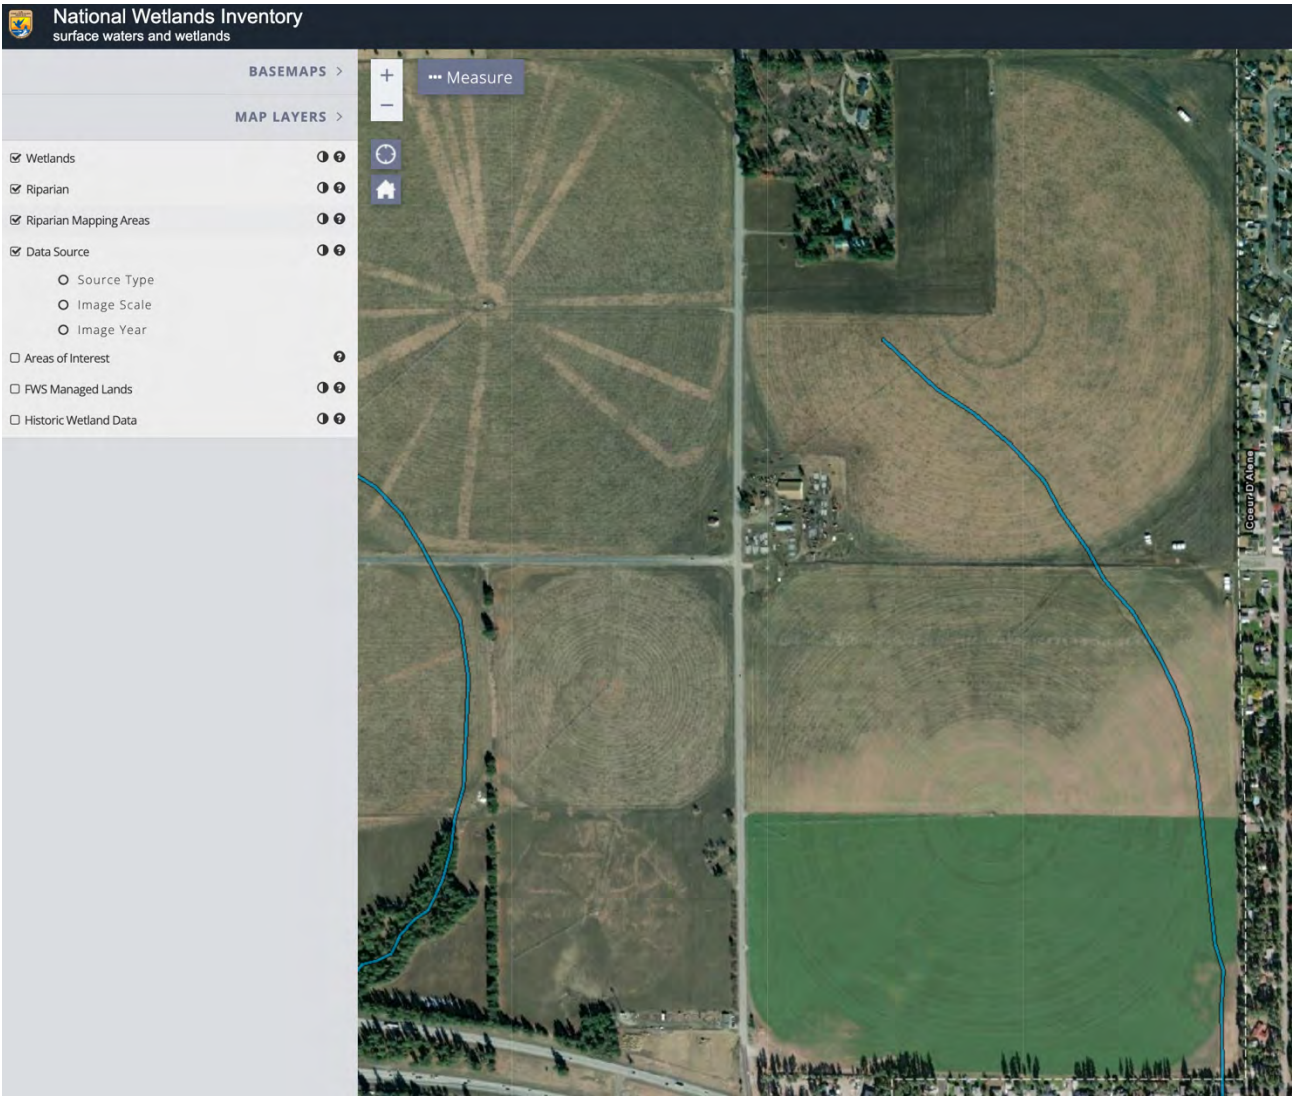 National Wetlands Inventory
surface waters and wetlands
BASEMAPS >
MAP LAYERS >
Wetlands
Riparian
Riparian Mapping Areas
Data Source
Source Type
Image Scale
Image Year
Areas of Interest
FWS Managed Lands
Historic Wetland Data
+
−
••• Measure
Coeur D'Alene